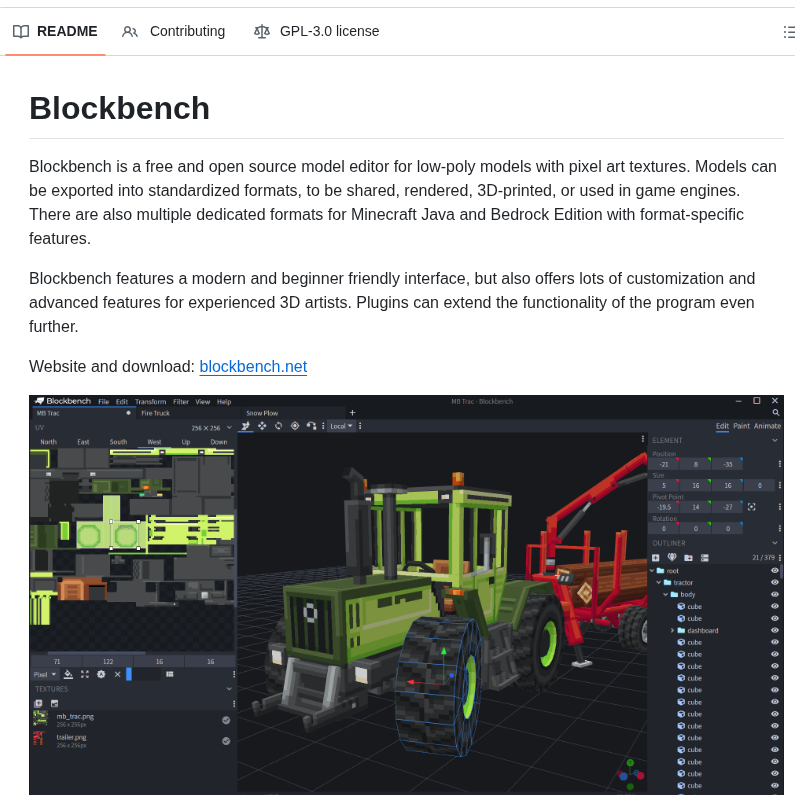 README Contributing GPL-3.0 license
Blockbench
Blockbench is a free and open source model editor for low-poly models with pixel art textures. Models can
be exported into standardized formats, to be shared, rendered, 3D-printed, or used in game engines.
There are also multiple dedicated formats for Minecraft Java and Bedrock Edition with format-specific
features.
Blockbench features a modern and beginner friendly interface, but also offers lots of customization and
advanced features for experienced 3D artists. Plugins can extend the functionality of the program even
further.
Website and download: blockbench.net
Blockbench File Edit Transform Filter View Help MB Trac - Blockbench
MB Trac Fire Truck Snow Plow +
UV 256 × 256 Local Edit Paint Animate
North East South West Up Down
ELEMENT
Position
-21 8 -35
Size
5 16 16 0
Pivot Point
-19.5 14 -27
Rotation
0 0 0
OUTLINER
21 / 379
root
tractor
body
cube
cube
dashboard
cube
cube
cube
cube
cube
cube
cube
cube
cube
cube
cube
cube
cube
71 122 16 16
Pixel
TEXTURES
mb_trac.png
256 x 256px
trailer.png
256 x 256px